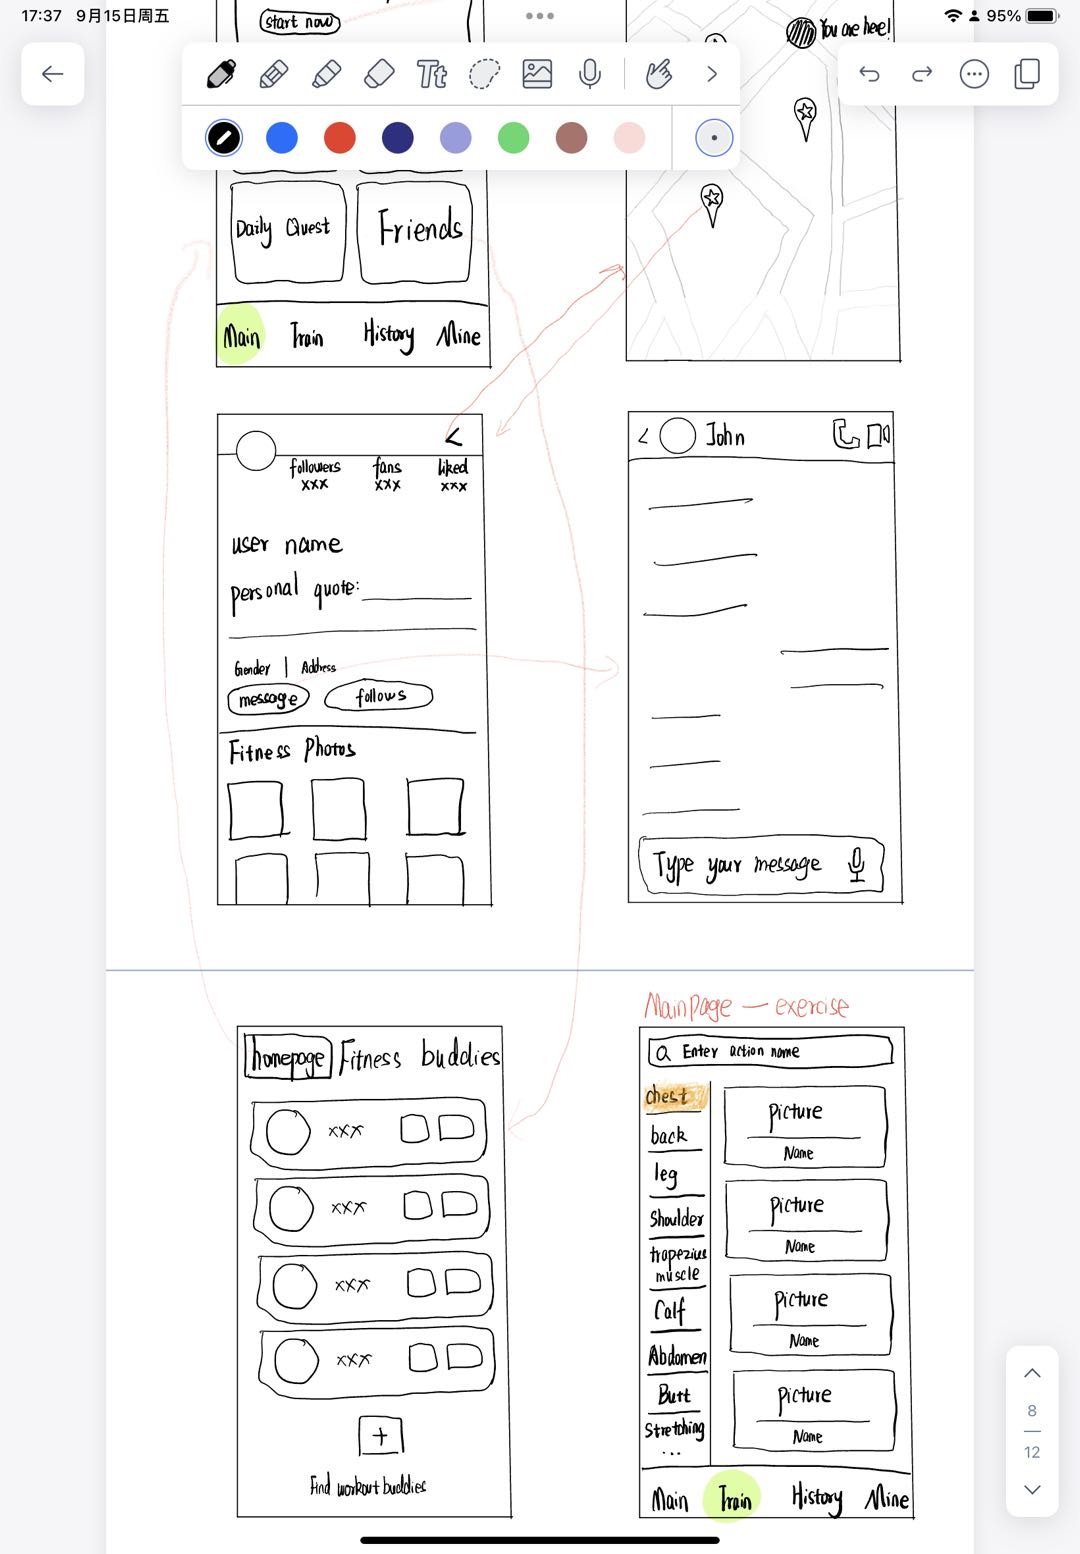 17:37 9月15日周五
95%
start now
You are here!
Tt
Daily Quest
Friends
Main Train History Mine
followers fans liked
xxx xxx xxx
user name
personal quote:
Gender | Address
message follows
Fitness Photos
John
Type your message
homepage Fitness buddies
xxx
xxx
xxx
xxx
+
Find workout buddies
Mainpage — exercise
Enter action name
chest
back
leg
Shoulder
trapezius
muscle
Calf
Abdomen
Butt
Stretching
...
Picture
Name
Picture
Name
Picture
Name
Picture
Name
Main Train History Mine
8
12